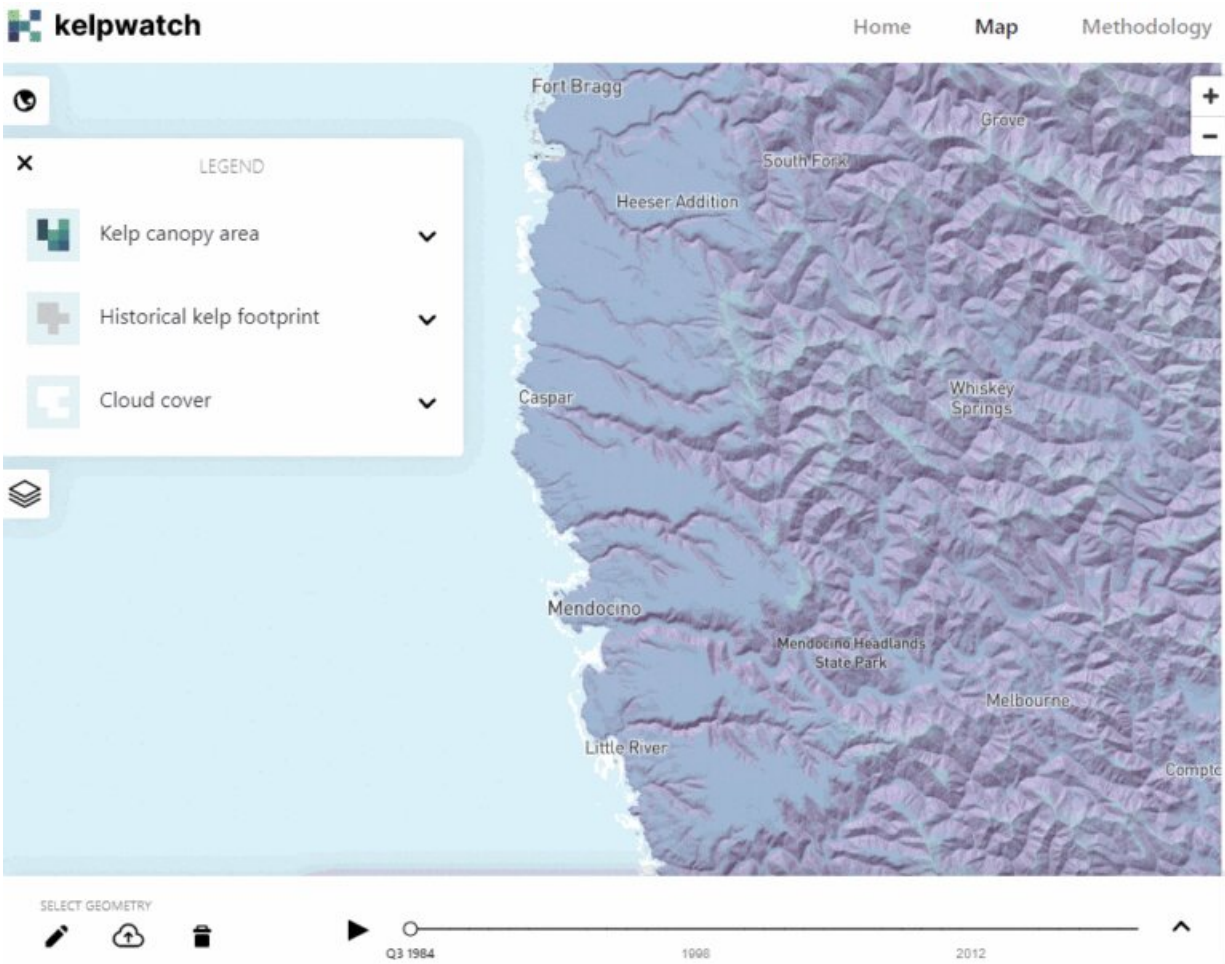 kelpwatch
Home
Map
Methodology
Fort Bragg
Grove
LEGEND
South Fork
Heeser Addition
Kelp canopy area
Historical kelp footprint
Whiskey
Springs
Caspar
Cloud cover
Mendocino
Mendocino Headlands
State Park
Melbourne
Little River
Comptc
SELECT GEOMETRY
Q3 1984
1998
2012